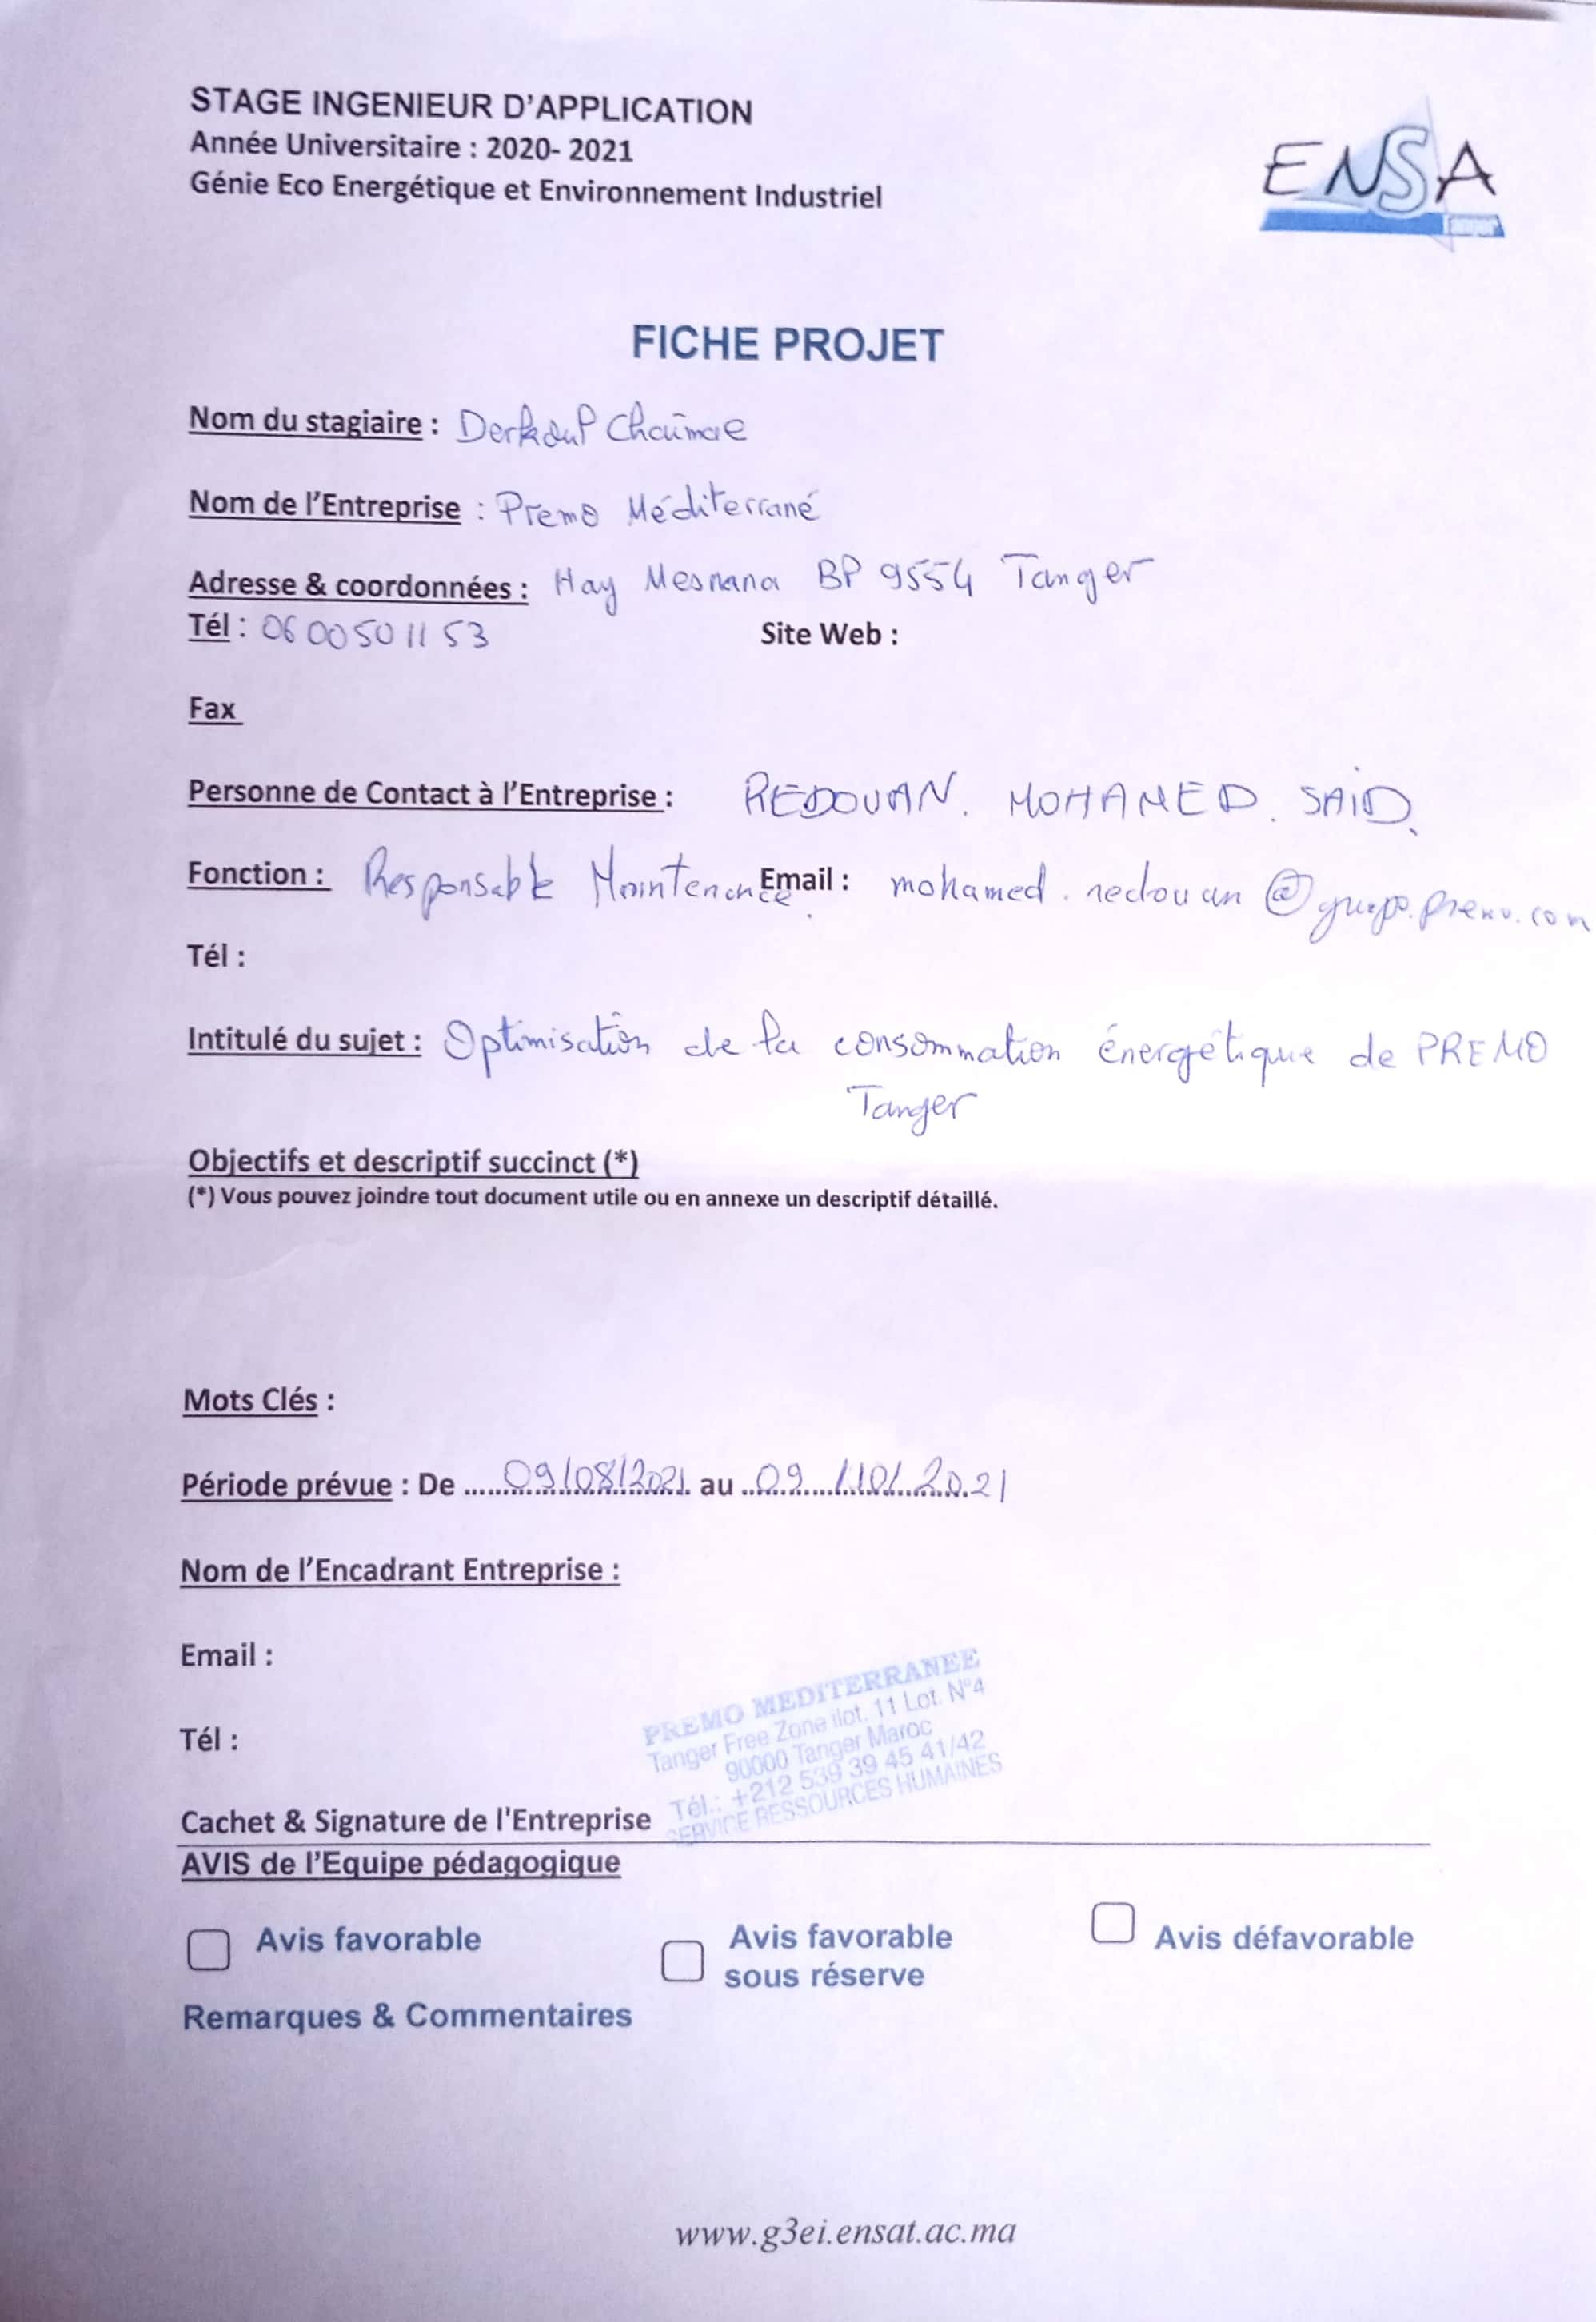 STAGE INGENIEUR D'APPLICATION
Année Universitaire : 2020- 2021
Génie Eco Energétique et Environnement Industriel
ENSA
Tanger
FICHE PROJET
Nom du stagiaire : Derkaoui Chaimae
Nom de l'Entreprise : Premo Méditerrané
Adresse & coordonnées : Hay Mesnana BP 9554 Tanger
Tél : 06 00 50 11 53 Site Web :
Fax
Personne de Contact à l'Entreprise : REDOUAN. MOHAMED. SAID.
Fonction : Responsable Maintenance Email : mohamed.redouan@grupopremo.com
Tél :
Intitulé du sujet : Optimisation de la consommation énergétique de PREMO
Tanger
Objectifs et descriptif succinct (*)
(*) Vous pouvez joindre tout document utile ou en annexe un descriptif détaillé.
Mots Clés :
Période prévue : De ......09/08/2021. au ..09..../10/..2021
Nom de l'Encadrant Entreprise :
Email :
PREMO MEDITERRANEE
Tanger Free Zone ilot. 11 Lot. N°4
90000 Tanger Maroc
Tél :
Tél.: +212 539 39 45 41/42
SERVICE RESSOURCES HUMAINES
Cachet & Signature de l'Entreprise
AVIS de l'Equipe pédagogique
Avis favorable Avis favorable Avis défavorable
sous réserve
Remarques & Commentaires
www.g3ei.ensat.ac.ma